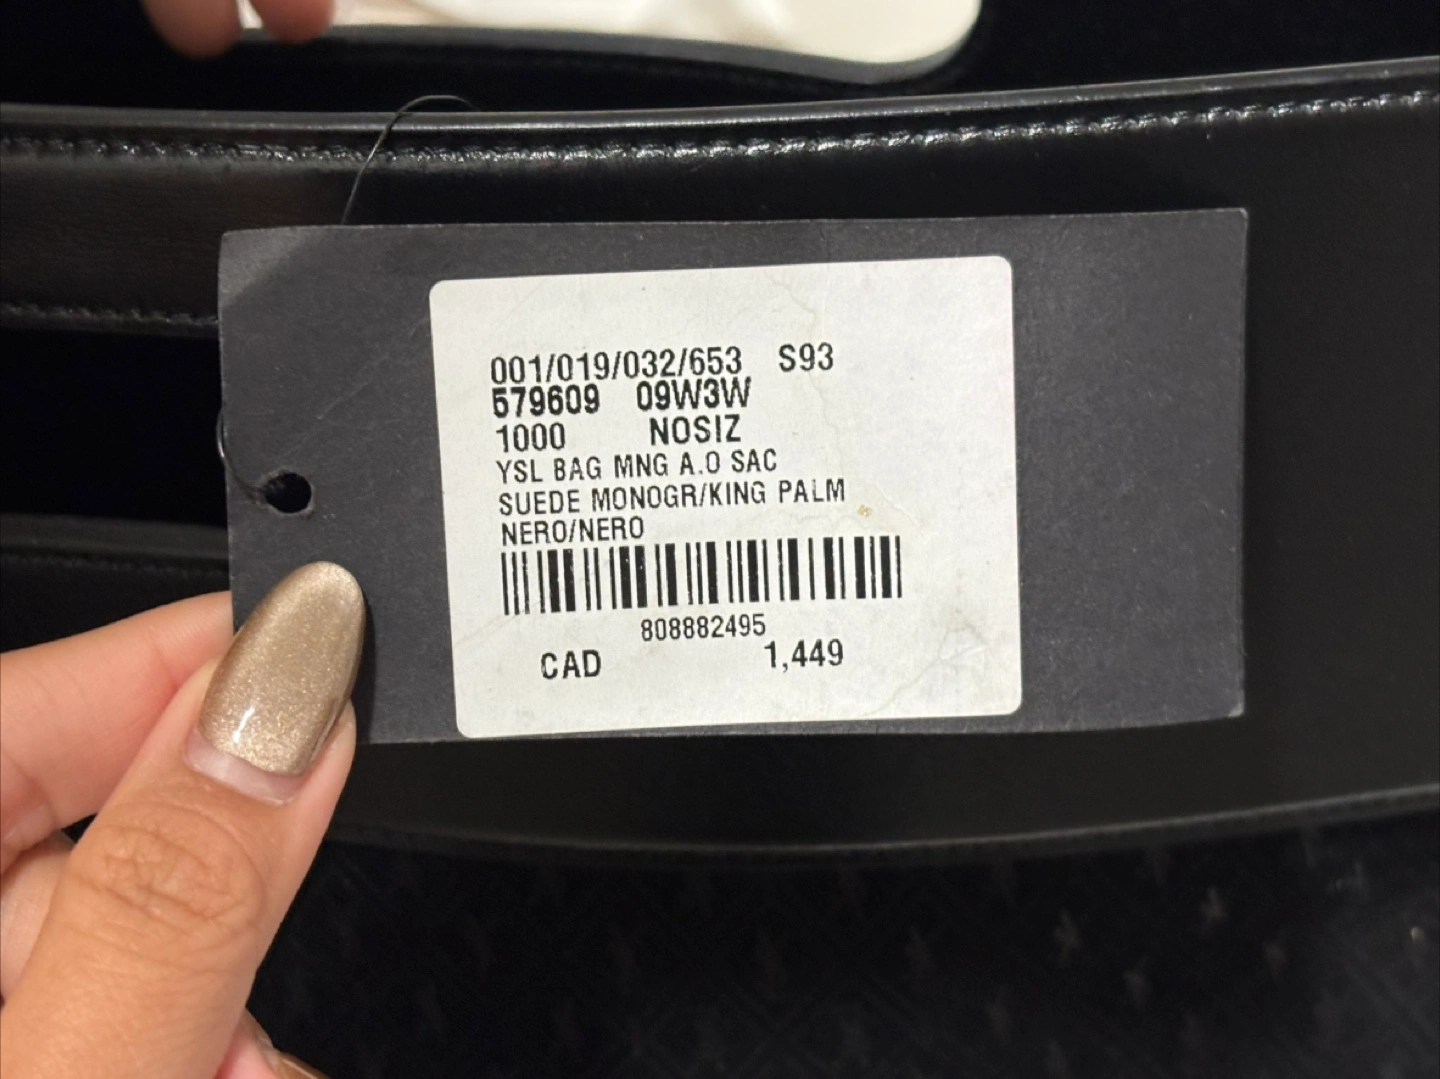 001/019/032/653 S93
579609 09W3W
1000 NOSIZ
YSL BAG MNG A.O SAC
SUEDE MONOGR/KING PALM
NERO/NERO
808882495
CAD 1,449